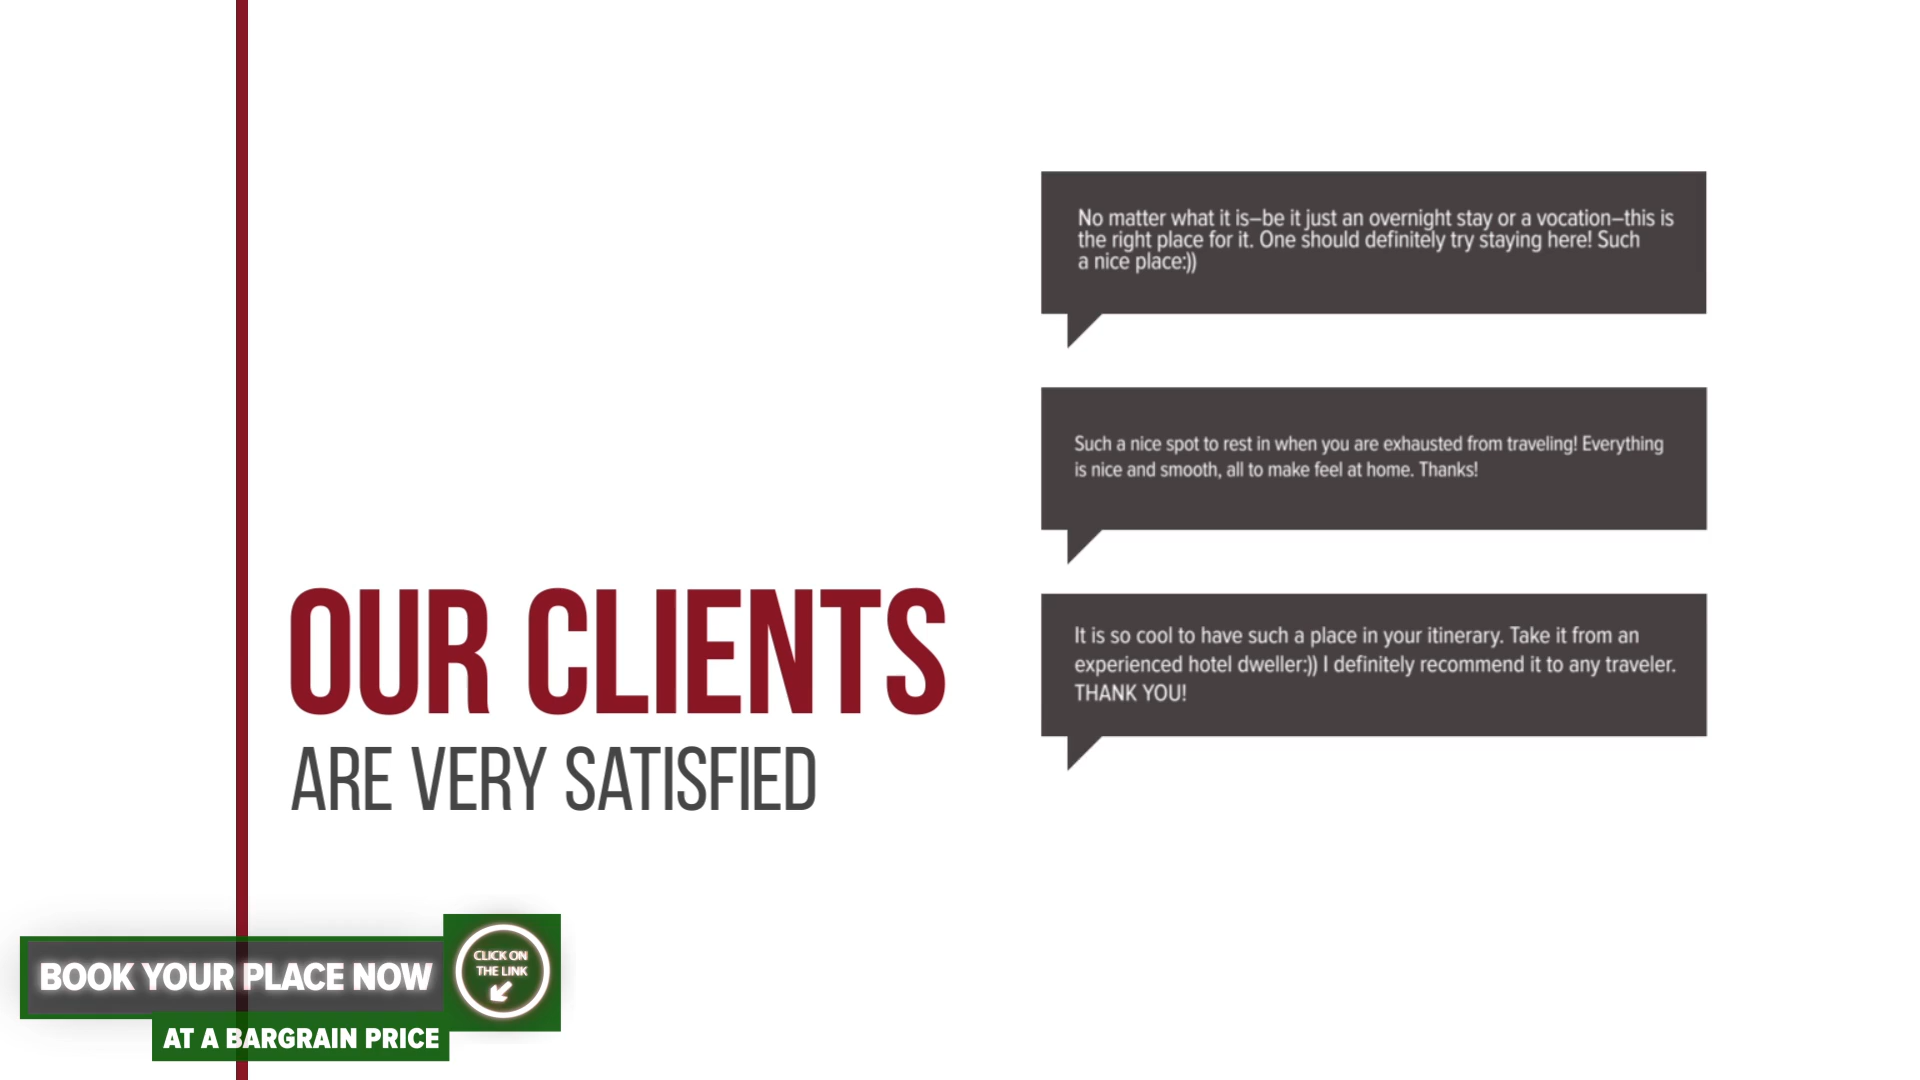 No matter what it is–be it just an overnight stay or a vocation–this is
the right place for it. One should definitely try staying here! Such
a nice place:))
Such a nice spot to rest in when you are exhausted from traveling! Everything
is nice and smooth, all to make feel at home. Thanks!
It is so cool to have such a place in your itinerary. Take it from an
experienced hotel dweller:)) I definitely recommend it to any traveler.
THANK YOU!
OUR CLIENTS
ARE VERY SATISFIED
BOOK YOUR PLACE NOW
CLICK ON
THE LINK
AT A BARGRAIN PRICE